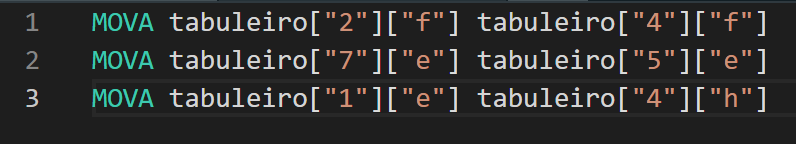 1 MOVA tabuleiro["2"]["f"] tabuleiro["4"]["f"]
2 MOVA tabuleiro["7"]["e"] tabuleiro["5"]["e"]
3 MOVA tabuleiro["1"]["e"] tabuleiro["4"]["h"]